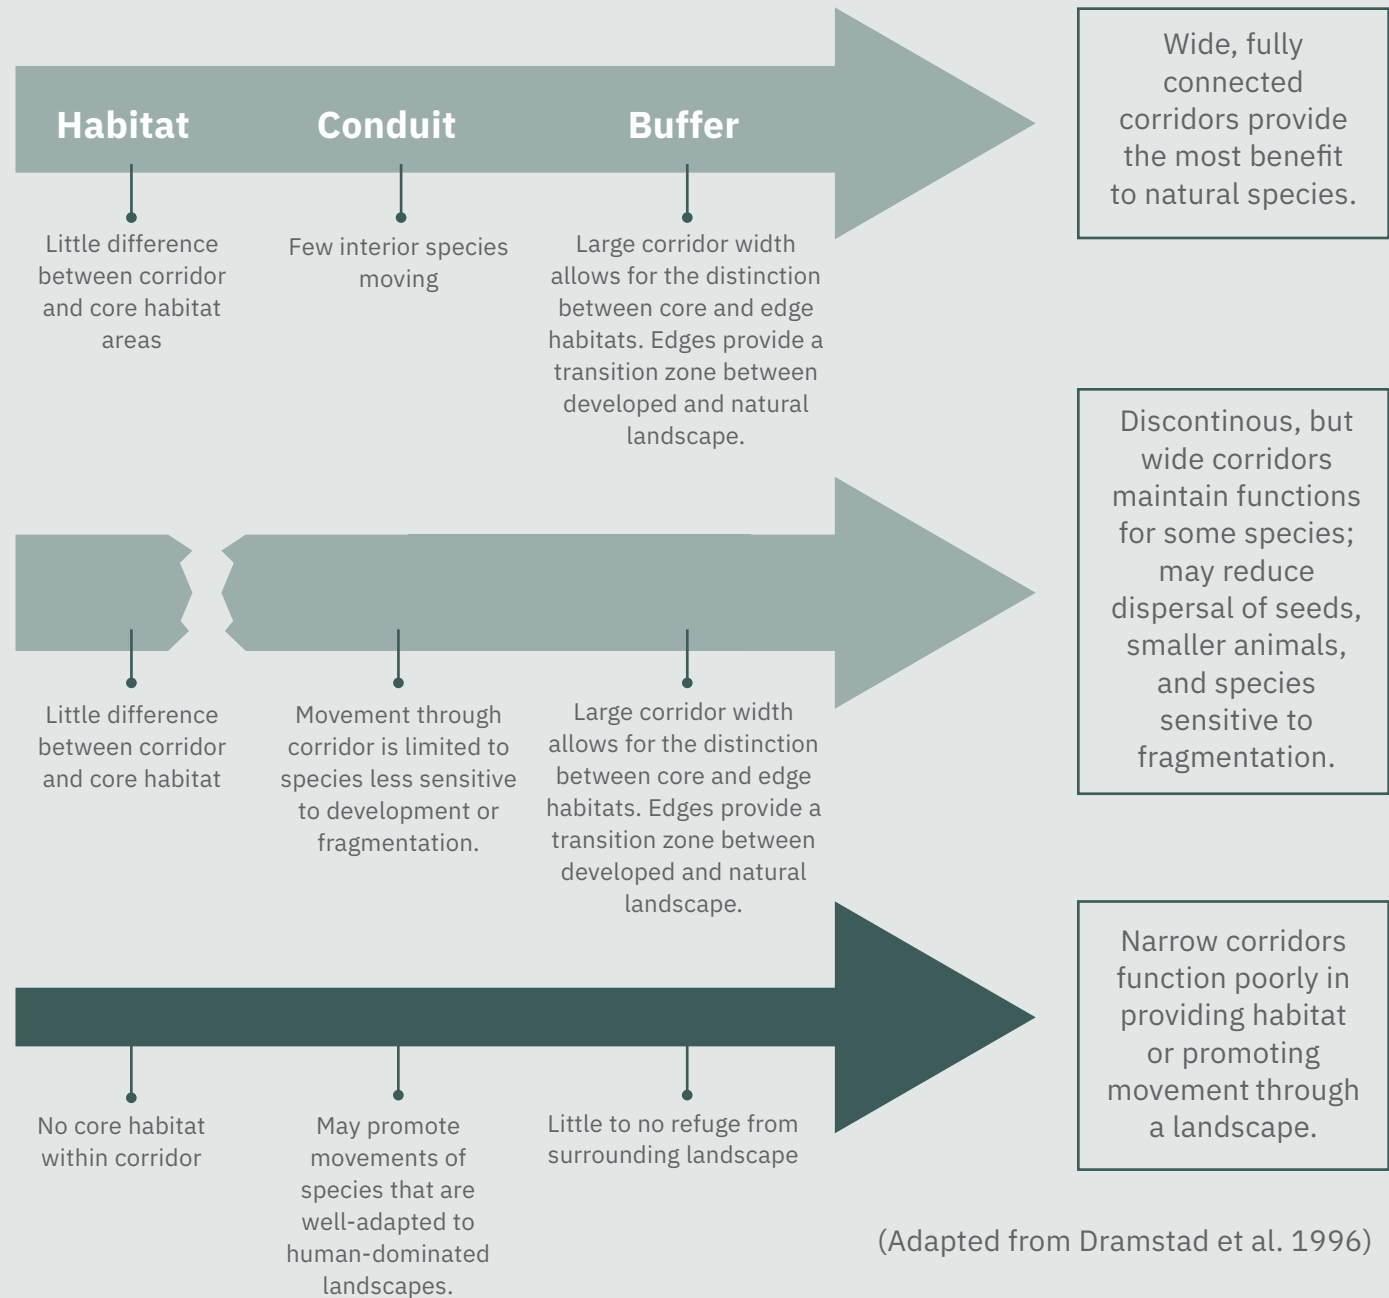 Habitat
Conduit
Buffer
Little difference
between corridor
and core habitat
areas
Few interior species
moving
Large corridor width
allows for the distinction
between core and edge
habitats. Edges provide a
transition zone between
developed and natural
landscape.
Wide, fully
connected
corridors provide
the most benefit
to natural species.
Little difference
between corridor
and core habitat
Movement through
corridor is limited to
species less sensitive
to development or
fragmentation.
Large corridor width
allows for the distinction
between core and edge
habitats. Edges provide a
transition zone between
developed and natural
landscape.
Discontinous, but
wide corridors
maintain functions
for some species;
may reduce
dispersal of seeds,
smaller animals,
and species
sensitive to
fragmentation.
No core habitat
within corridor
May promote
movements of
species that are
well-adapted to
human-dominated
landscapes.
Little to no refuge from
surrounding landscape
Narrow corridors
function poorly in
providing habitat
or promoting
movement through
a landscape.
(Adapted from Dramstad et al. 1996)